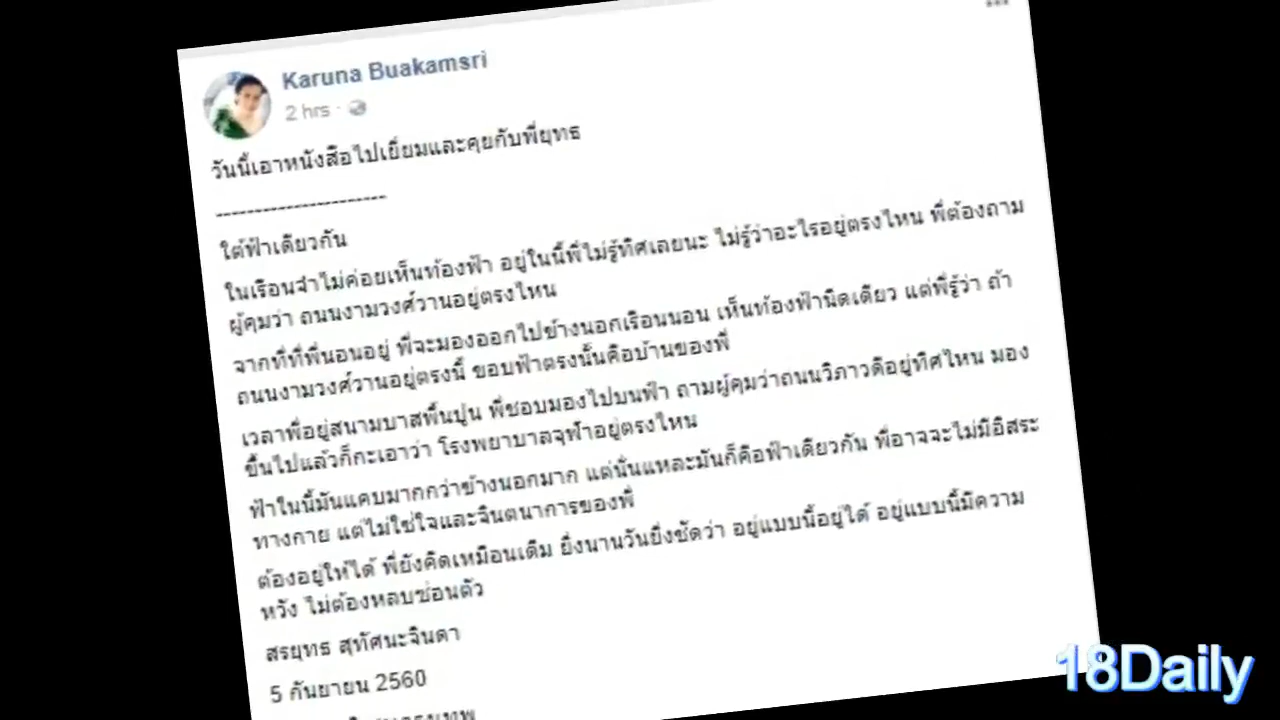 Karuna Buakamsri
2 hrs ·
วันนี้เอาหนังสือไปเยี่ยมและคุยกับพี่ยุทธ
----------------------
ใต้ฟ้าเดียวกัน
ในเรือนจำไม่ค่อยเห็นท้องฟ้า อยู่ในนี้พี่ไม่รู้ทิศเลยนะ ไม่รู้ว่าอะไรอยู่ตรงไหน พี่ต้องถาม
ผู้คุมว่า ถนนงามวงศ์วานอยู่ตรงไหน
จากที่ที่พี่นอนอยู่ พี่จะมองออกไปข้างนอกเรือนนอน เห็นท้องฟ้านิดเดียว แต่พี่รู้ว่า ถ้า
ถนนงามวงศ์วานอยู่ตรงนี้ ขอบฟ้าตรงนั้นคือบ้านของพี่
เวลาพี่อยู่สนามบาสพื้นปูน พี่ชอบมองไปบนฟ้า ถามผู้คุมว่าถนนวิภาวดีอยู่ทิศไหน มอง
ขึ้นไปแล้วก็กะเอาว่า โรงพยาบาลจุฬาอยู่ตรงไหน
ฟ้าในนี้มันแคบมากกว่าข้างนอกมาก แต่นั่นแหละมันก็คือฟ้าเดียวกัน พี่อาจจะไม่มีอิสระ
ทางกาย แต่ไม่ใช่ใจและจินตนาการของพี่
ต้องอยู่ให้ได้ พี่ยังคิดเหมือนเดิม ยิ่งนานวันยิ่งชัดว่า อยู่แบบนี้อยู่ได้ อยู่แบบนี้มีความ
หวัง ไม่ต้องหลบซ่อนตัว
สรยุทธ สุทัศนะจินดา
5 กันยายน 2560
18Daily